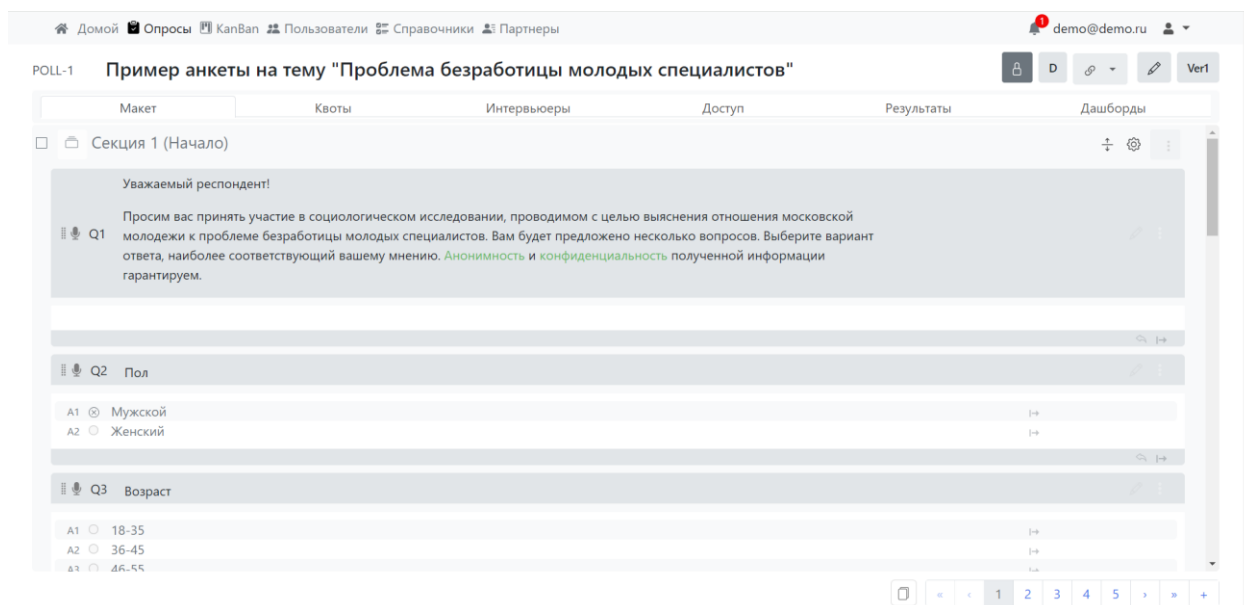 Домой Опросы KanBan Пользователи Справочники Партнеры 1 demo@demo.ru
POLL-1 Пример анкеты на тему "Проблема безработицы молодых специалистов" D Ver1
Макет Квоты Интервьюеры Доступ Результаты Дашборды
Секция 1 (Начало)
Уважаемый респондент!
Просим вас принять участие в социологическом исследовании, проводимом с целью выяснения отношения московской
Q1 молодежи к проблеме безработицы молодых специалистов. Вам будет предложено несколько вопросов. Выберите вариант
ответа, наиболее соответствующий вашему мнению. Анонимность и конфиденциальность полученной информации
гарантируем.
Q2 Пол
A1 Мужской
A2 Женский
Q3 Возраст
A1 18-35
A2 36-45
A3 46-55
« ‹ 1 2 3 4 5 › » +